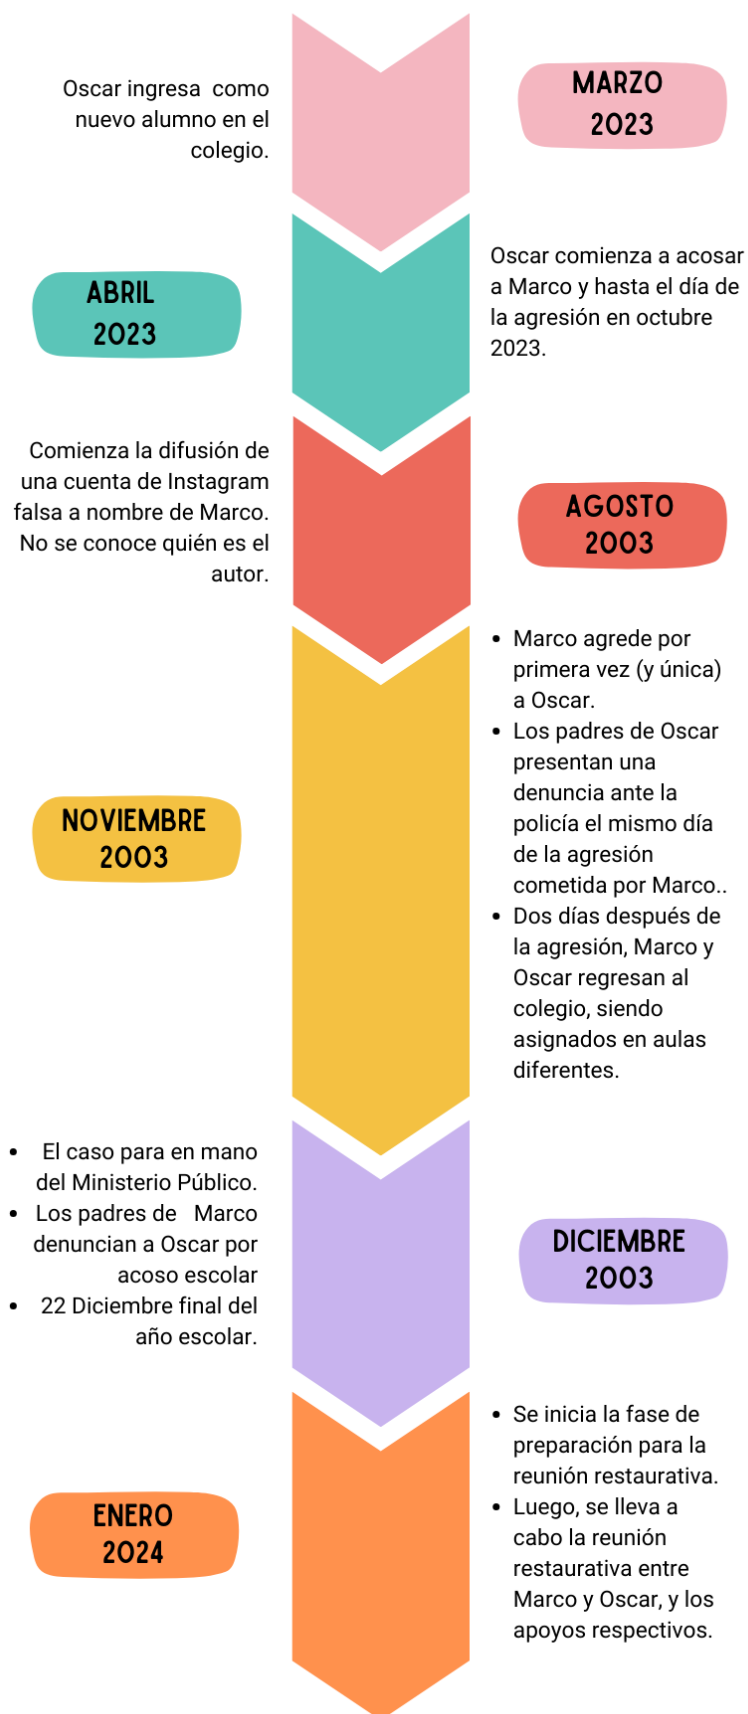 MARZO
2023
Oscar ingresa como
nuevo alumno en el
colegio.
ABRIL
2023
Oscar comienza a acosar
a Marco y hasta el día de
la agresión en octubre
2023.
AGOSTO
2003
Comienza la difusión de
una cuenta de Instagram
falsa a nombre de Marco.
No se conoce quién es el
autor.
NOVIEMBRE
2003
• Marco agrede por
primera vez (y única)
a Oscar.
• Los padres de Oscar
presentan una
denuncia ante la
policía el mismo día
de la agresión
cometida por Marco..
• Dos días después de
la agresión, Marco y
Oscar regresan al
colegio, siendo
asignados en aulas
diferentes.
DICIEMBRE
2003
• El caso para en mano
del Ministerio Público.
• Los padres de Marco
denuncian a Oscar por
acoso escolar
• 22 Diciembre final del
año escolar.
ENERO
2024
• Se inicia la fase de
preparación para la
reunión restaurativa.
• Luego, se lleva a
cabo la reunión
restaurativa entre
Marco y Oscar, y los
apoyos respectivos.